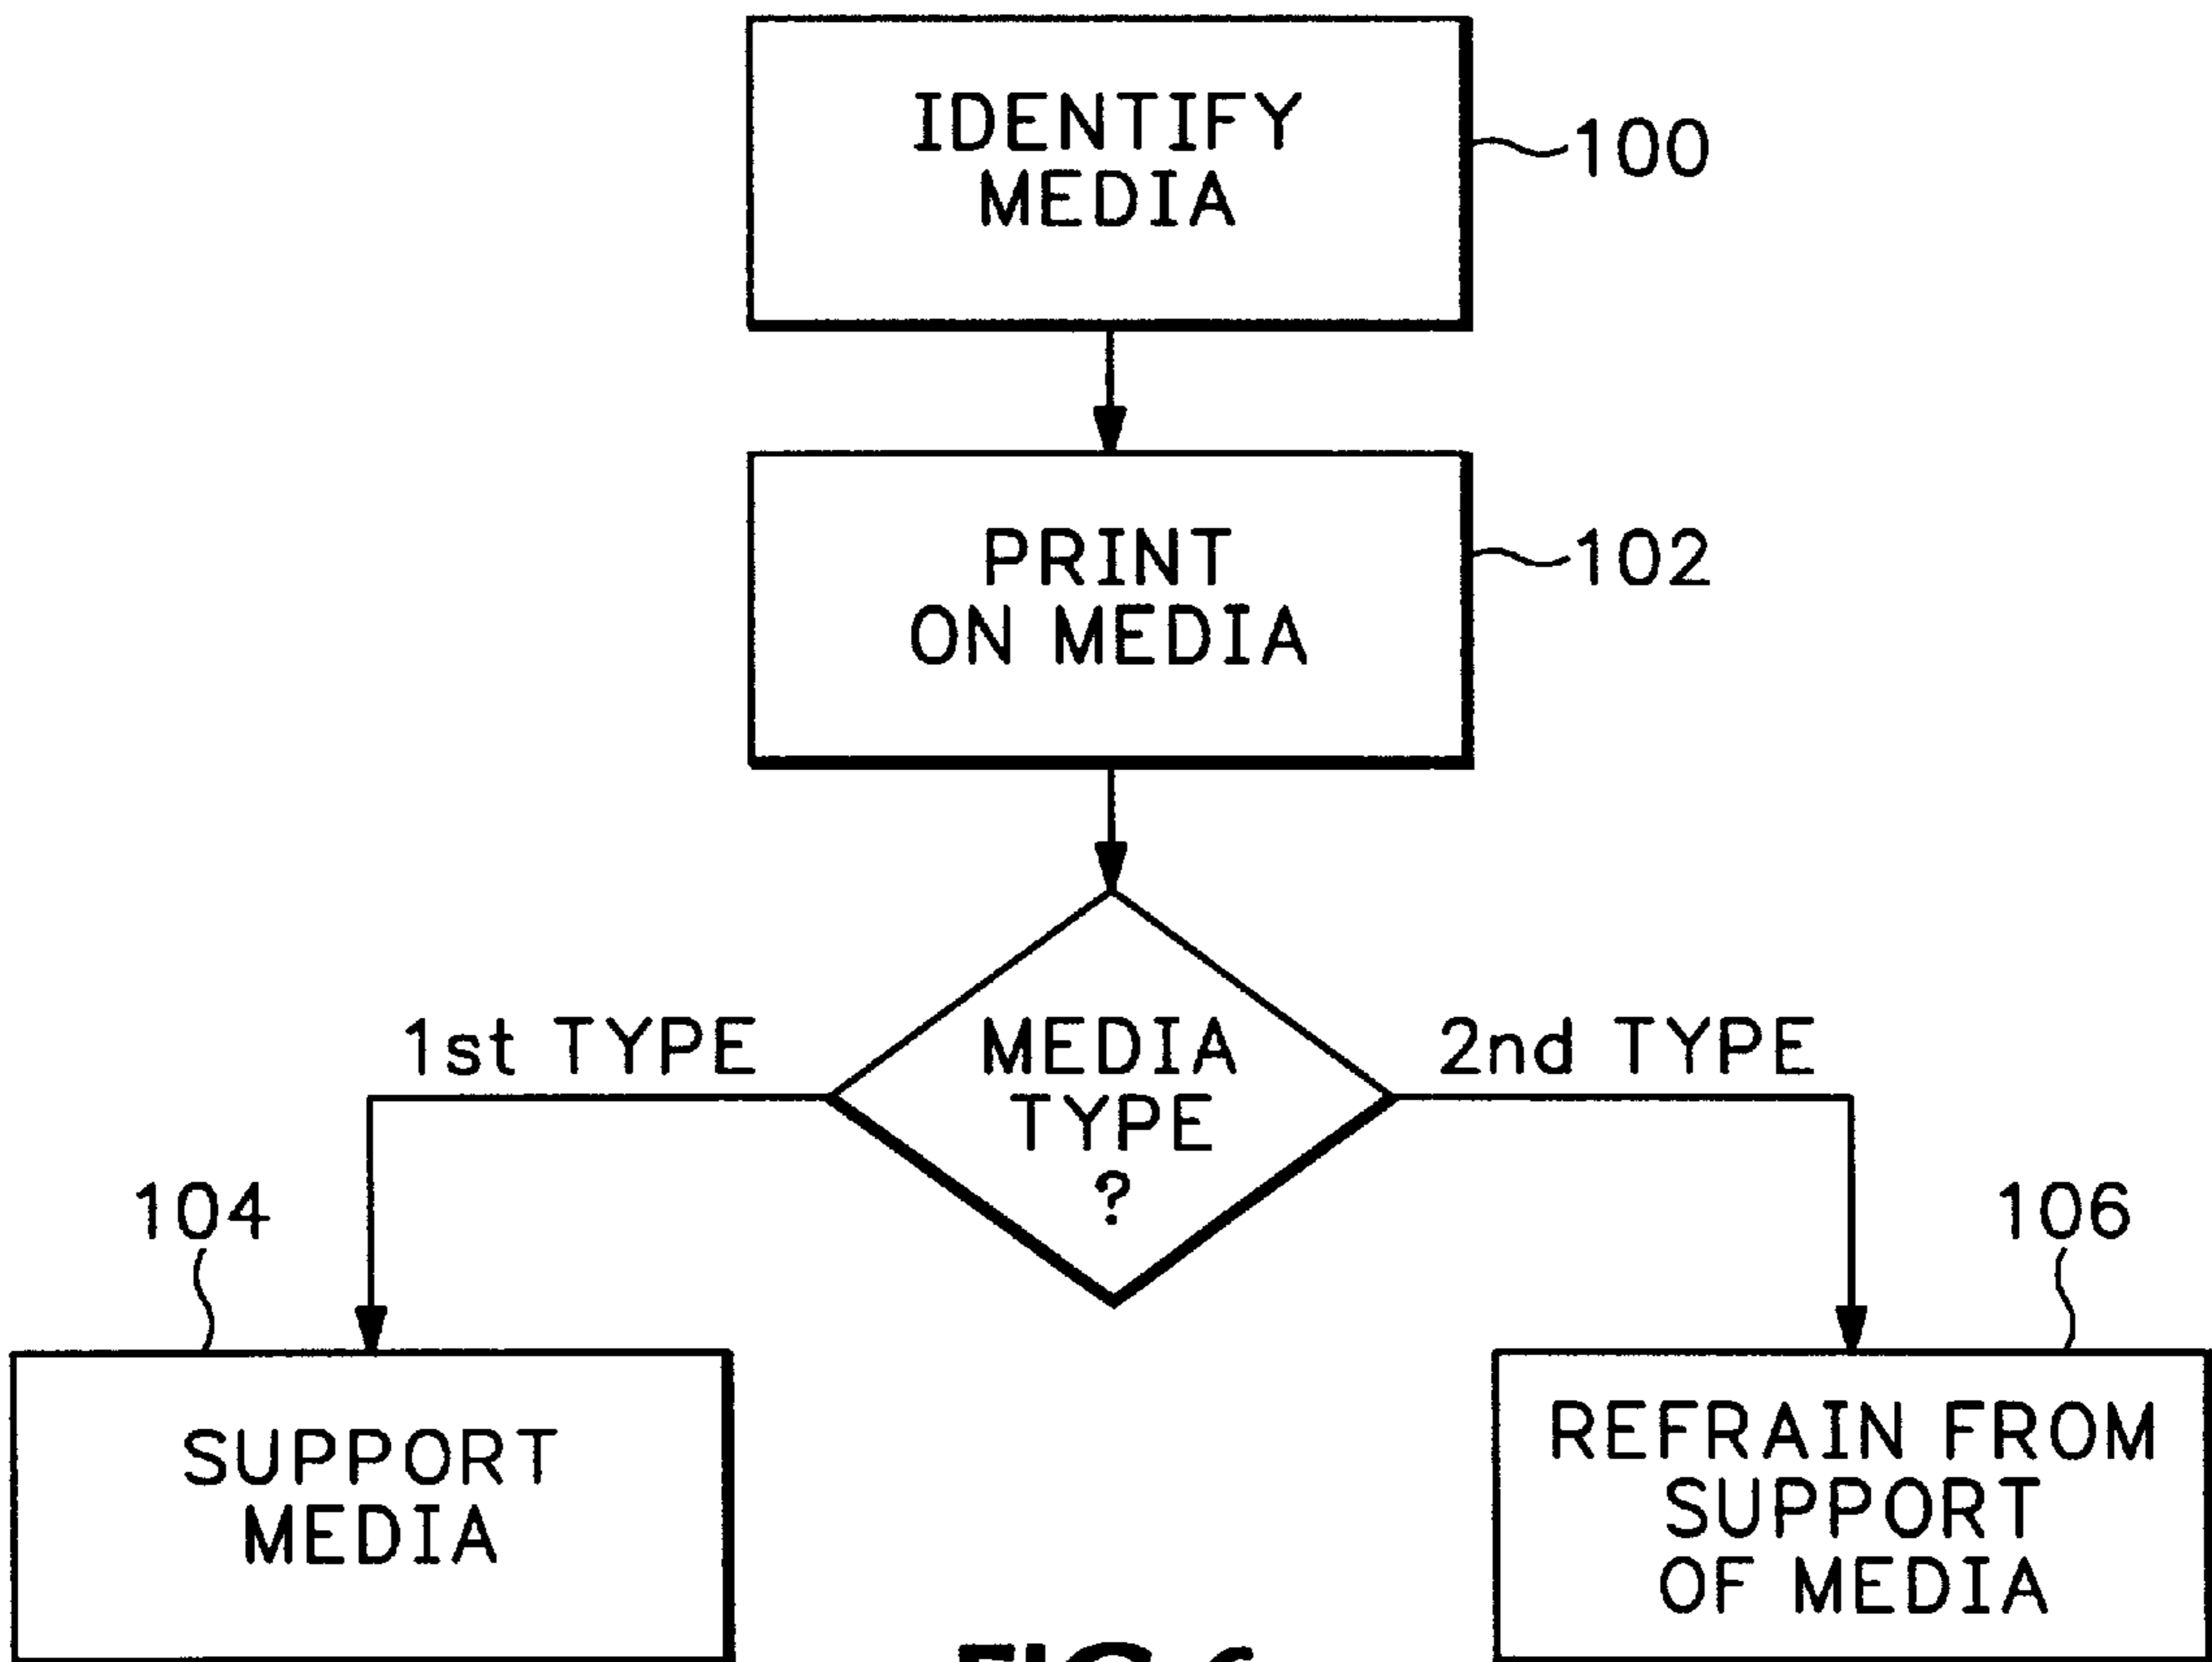 IDENTIFY
MEDIA
100
PRINT
ON MEDIA
102
1st TYPE
MEDIA
TYPE
?
2nd TYPE
104
106
SUPPORT
MEDIA
REFRAIN FROM
SUPPORT
OF MEDIA